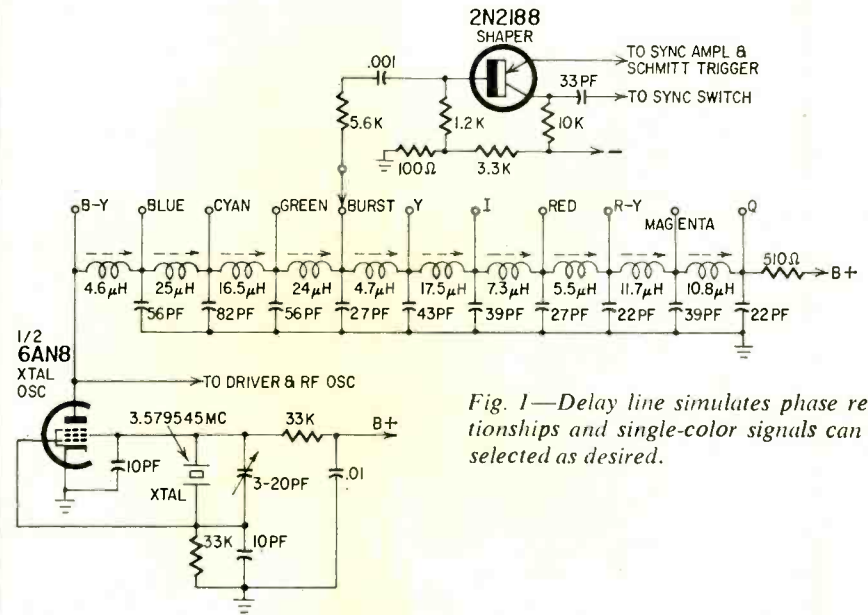 2N2188
SHAPER
TO SYNC AMPL &
SCHMITT TRIGGER
.001
33PF
TO SYNC SWITCH
5.6K
1.2K
10K
100Ω
3.3K
−
B-Y
BLUE
CYAN
GREEN
BURST
Y
I
RED
R-Y
MAGENTA
Q
4.6μH
25μH
16.5μH
24μH
4.7μH
17.5μH
7.3μH
5.5μH
11.7μH
10.8μH
510Ω
B+
56PF
82PF
56PF
27PF
43PF
39PF
27PF
22PF
39PF
22PF
1/2
6AN8
XTAL
OSC
TO DRIVER & RF OSC
3.579545MC
33K
B+
10PF
XTAL
3-20PF
.01
33K
10PF
Fig. 1—Delay line simulates phase re
tionships and single-color signals can
selected as desired.